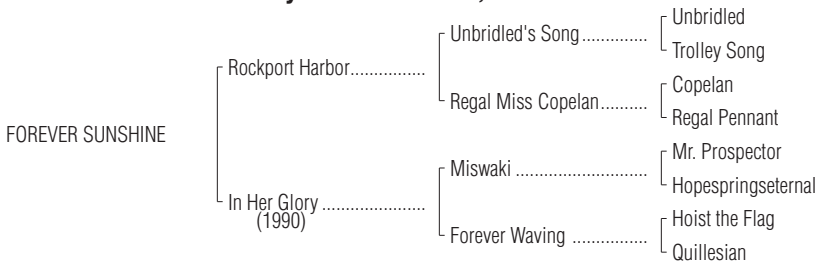 Unbridled
Unbridled's Song..............
Trolley Song
Rockport Harbor................
Copelan
Regal Miss Copelan..........
Regal Pennant
FOREVER SUNSHINE
Mr. Prospector
Miswaki ............................
Hopespringseternal
In Her Glory ......................
(1990)
Hoist the Flag
Forever Waving ................
Quillesian